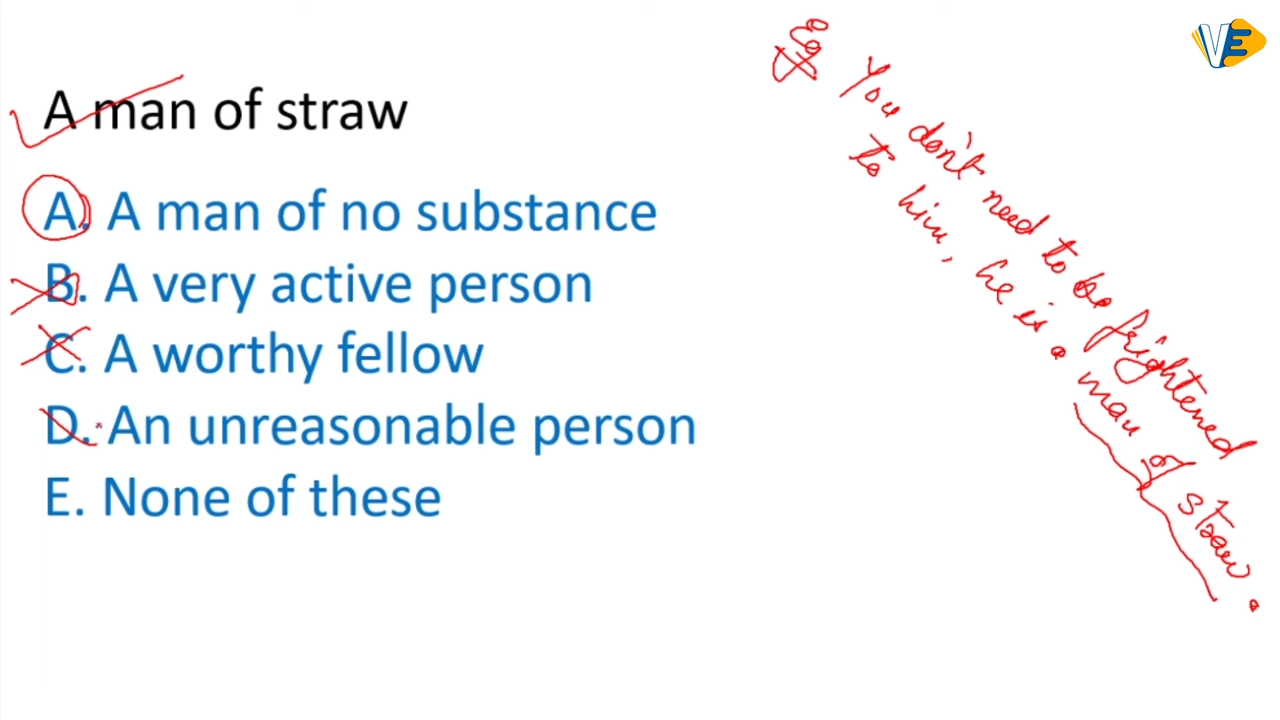 A man of straw
A. A man of no substance
B. A very active person
C. A worthy fellow
D. An unreasonable person
E. None of these
Eg You don't need to be frightened
to him, he is a man of straw.
VE